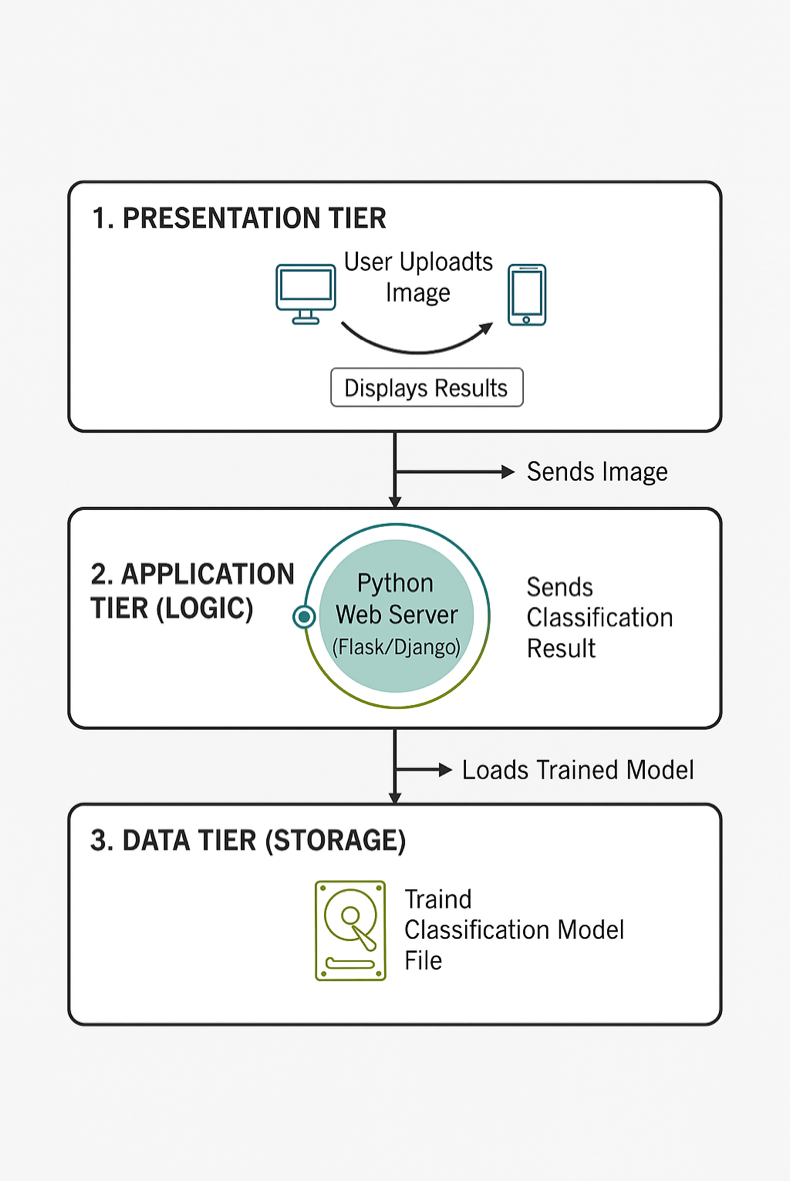 1. PRESENTATION TIER
User Uploadts
Image
Displays Results
Sends Image
2. APPLICATION
TIER (LOGIC)
Python
Web Server
(Flask/Django)
Sends
Classification
Result
Loads Trained Model
3. DATA TIER (STORAGE)
Traind
Classification Model
File